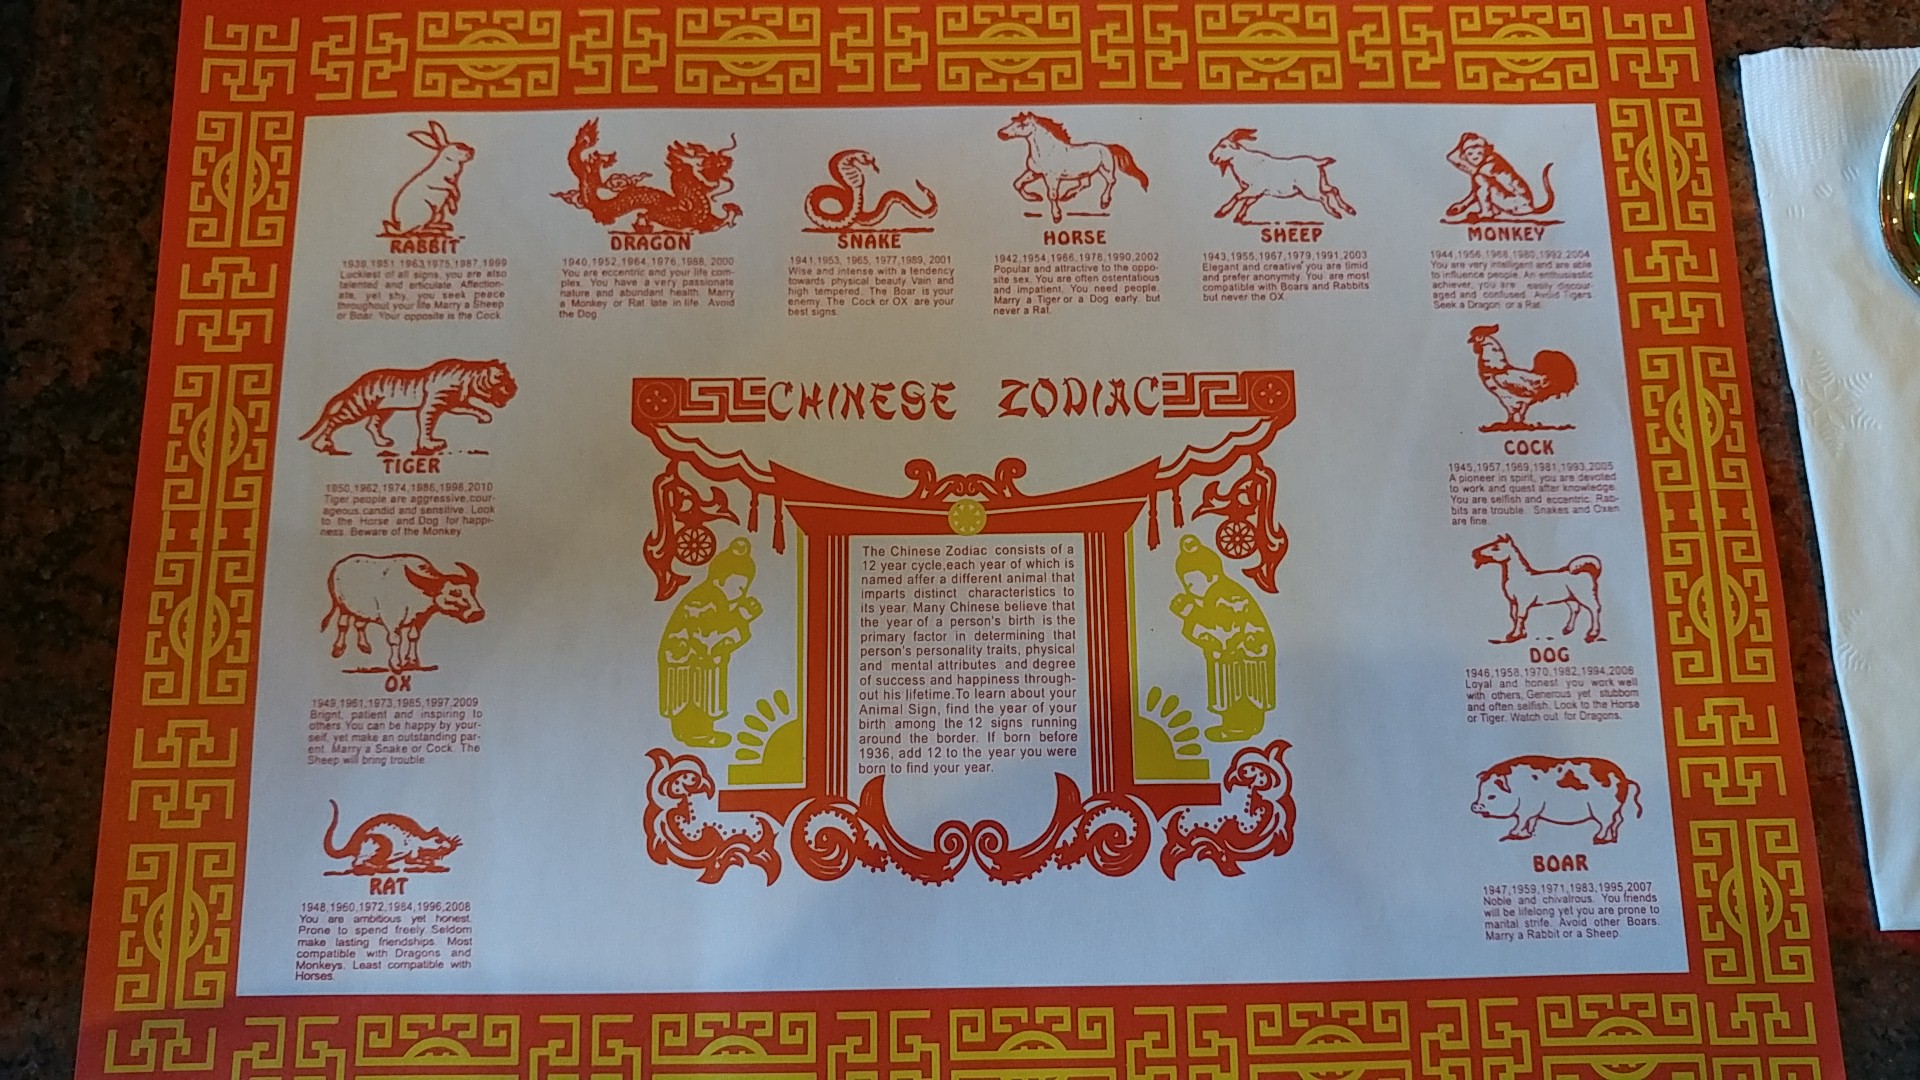 RABBIT
1939,1951,1963,1975,1987,1999
Luckiest of all signs, you are also
talented and articulate. Affection-
ate, yet shy, you seek peace
throughout your life. Marry a Sheep
or Boar. Your opposite is the Cock.
DRAGON
1940,1952,1964,1976,1988, 2000
You are eccentric and your life com-
plex. You have a very passionate
nature and abundant health. Marry
a Monkey or Rat late in life. Avoid
the Dog.
SNAKE
1941,1953, 1965, 1977,1989, 2001
Wise and intense with a tendency
towards physical beauty. Vain and
high tempered. The Boar is your
enemy. The Cock or OX are your
best signs.
HORSE
1942,1954,1966,1978,1990,2002
Popular and attractive to the oppo-
site sex. You are often ostentatious
and impatient. You need people.
Marry a Tiger or a Dog early, but
never a Rat.
SHEEP
1943,1955,1967,1979,1991,2003
Elegant and creative you are timid
and prefer anonymity. You are most
compatible with Boars and Rabbits
but never the OX.
MONKEY
1944,1956,1968,1980,1992,2004
You are very intelligent and are able
to influence people. An enthusiastic
achiever, you are easily discour-
aged and confused. Avoid Tigers.
Seek a Dragon or a Rat.
TIGER
1950,1962,1974,1986,1998,2010
Tiger people are aggressive,cour-
ageous,candid and sensitive. Look
to the Horse and Dog for happi-
ness. Beware of the Monkey.
CHINESE ZODIAC
COCK
1945,1957,1969,1981,1993,2005
A pioneer in spirit, you are devoted
to work and quest after knowledge.
You are selfish and eccentric. Rab-
bits are trouble. Snakes and Oxen
are fine.
OX
1949,1961,1973,1985,1997,2009
Bright, patient and inspiring to
others. You can be happy by your-
self, yet make an outstanding par-
ent. Marry a Snake or Cock. The
Sheep will bring trouble.
The Chinese Zodiac consists of a
12 year cycle,each year of which is
named affer a different animal that
imparts distinct characteristics to
its year. Many Chinese believe that
the year of a person's birth is the
primary factor in determining that
person's personality traits, physical
and mental attributes and degree
of success and happiness through-
out his lifetime.To learn about your
Animal Sign, find the year of your
birth among the 12 signs running
around the border. If born before
1936, add 12 to the year you were
born to find your year.
DOG
1946,1958,1970,1982,1994,2006
Loyal and honest you work well
with others. Generous yet stubborn
and often selfish. Look to the Horse
or Tiger. Watch out for Dragons.
RAT
1948,1960,1972,1984,1996,2008
You are ambitious yet honest.
Prone to spend freely. Seldom
make lasting friendships. Most
compatible with Dragons and
Monkeys. Least compatible with
Horses.
BOAR
1947,1959,1971,1983,1995,2007
Noble and chivalrous. You friends
will be lifelong yet you are prone to
marital strife. Avoid other Boars.
Marry a Rabbit or a Sheep.